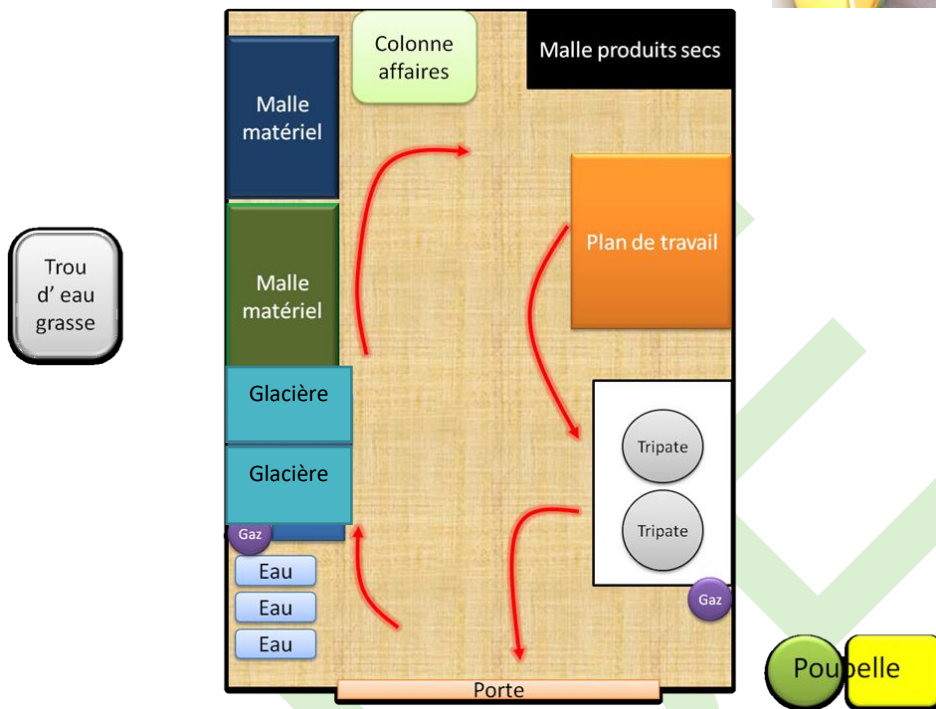 Colonne
affaires
Malle produits secs
Malle
matériel
Plan de travail
Trou
d' eau
grasse
Malle
matériel
Glacière
Tripate
Glacière
Tripate
Gaz
Eau
Gaz
Eau
Eau
Poubelle
Porte